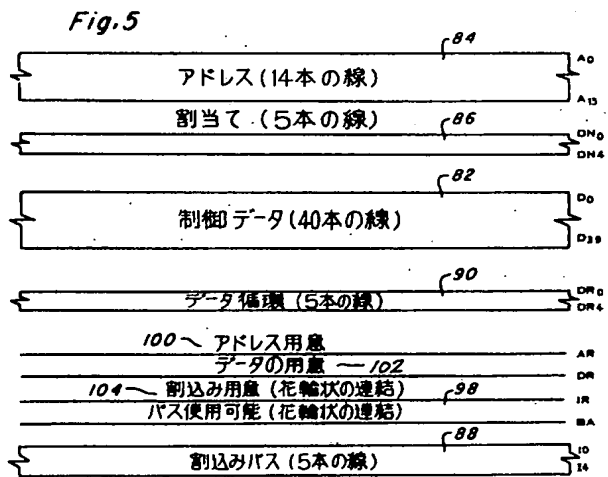 Fig.5
84
アドレス(14本の線)
A0
A13
割当て (5本の線)
86
DN0
DN4
82
制御データ(40本の線)
D0
D39
90
データ循環 (5本の線)
DR0
DR4
100 アドレス用意
AR
データの用意 102
DR
104 割込み用意 (花輪状の連結) 98
IR
バス使用可能 (花輪状の連結)
BA
88
割込みバス (5本の線)
I0
I4